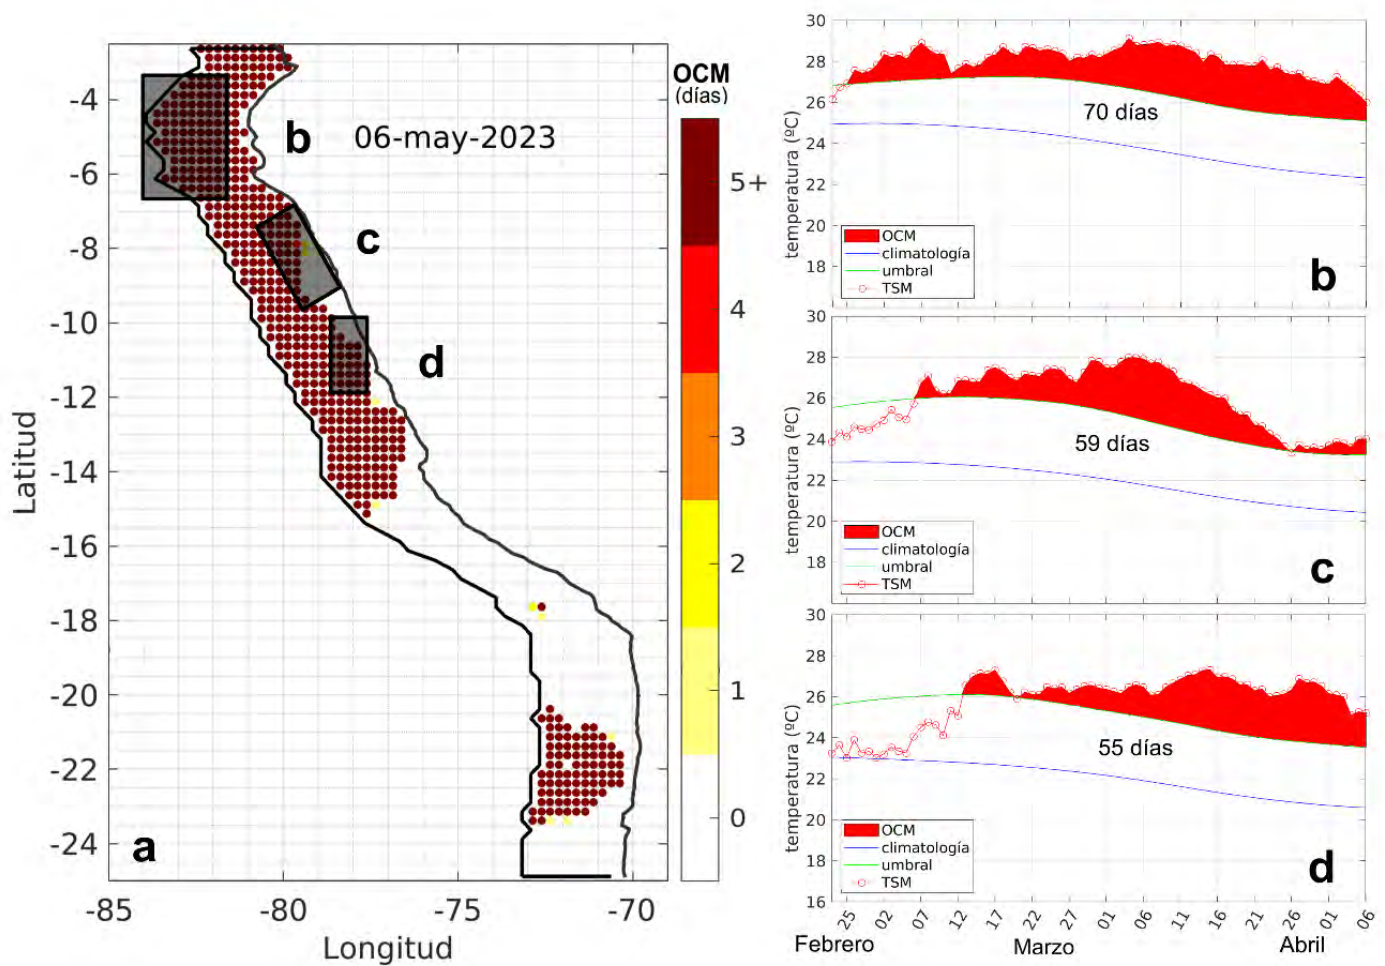 OCM
(días)
06-may-2023
b
c
d
a
-4
-6
-8
-10
-12
-14
-16
-18
-20
-22
-24
Latitud
-85
-80
-75
-70
Longitud
5+
4
3
2
1
0
30
28
26
24
22
20
18
temperatura (ºC)
70 días
OCM
climatología
umbral
TSM
b
30
28
26
24
22
20
18
temperatura (ºC)
59 días
OCM
climatología
umbral
TSM
c
30
28
26
24
22
20
18
16
temperatura (ºC)
55 días
OCM
climatología
umbral
TSM
d
25 02 07 12 17 22 27 01 06 11 16 21 26 01 06
Febrero Marzo Abril